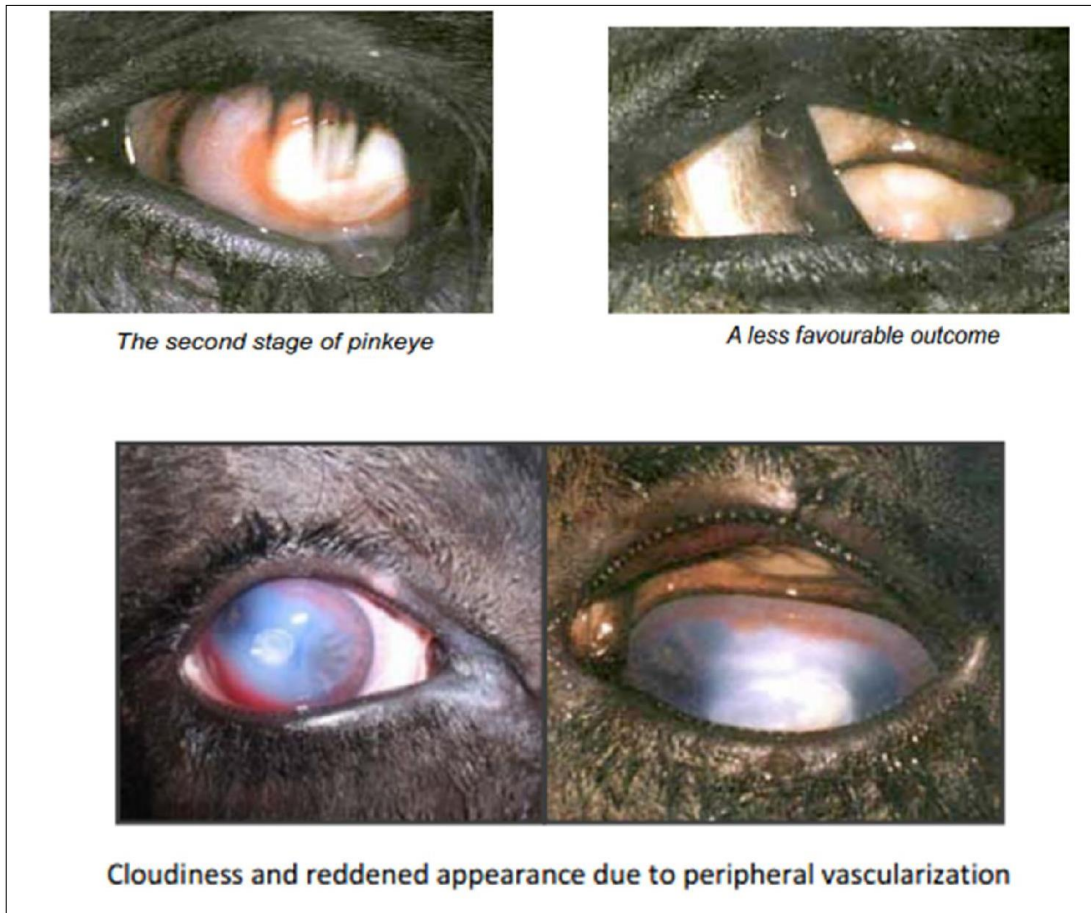 The second stage of pinkeye
A less favourable outcome
Cloudiness and reddened appearance due to peripheral vascularization